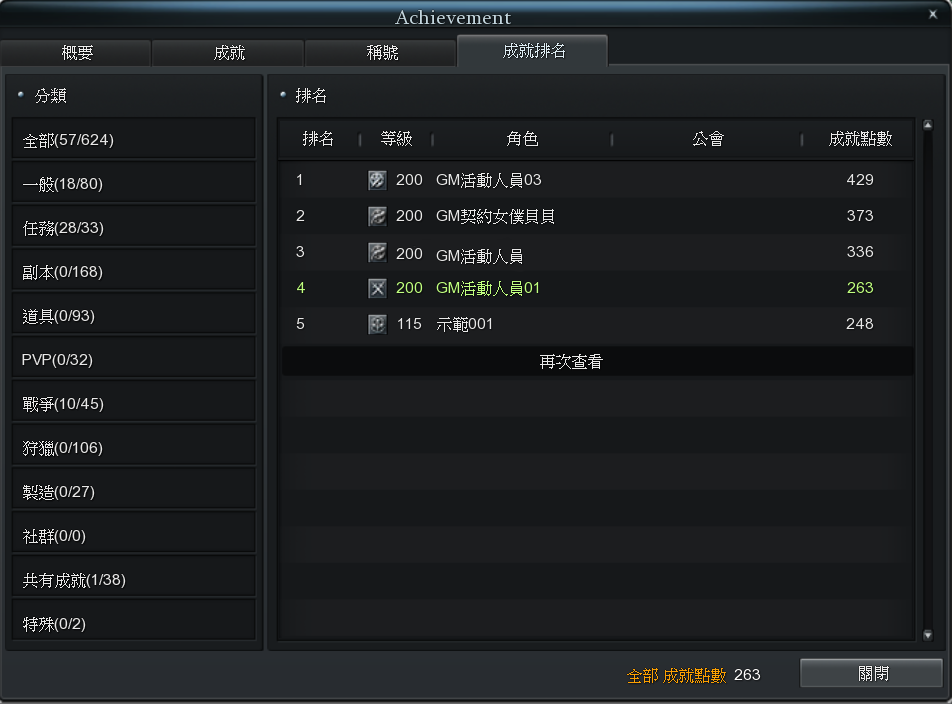 Achievement
概要 成就 稱號 成就排名
分類
全部(57/624)
一般(18/80)
任務(28/33)
副本(0/168)
道具(0/93)
PVP(0/32)
戰爭(10/45)
狩獵(0/106)
製造(0/27)
社群(0/0)
共有成就(1/38)
特殊(0/2)
排名
排名 等級 角色 公會 成就點數
1 200 GM活動人員03 429
2 200 GM契約女僕貝貝 373
3 200 GM活動人員 336
4 200 GM活動人員01 263
5 115 示範001 248
再次查看
全部 成就點數 263
關閉